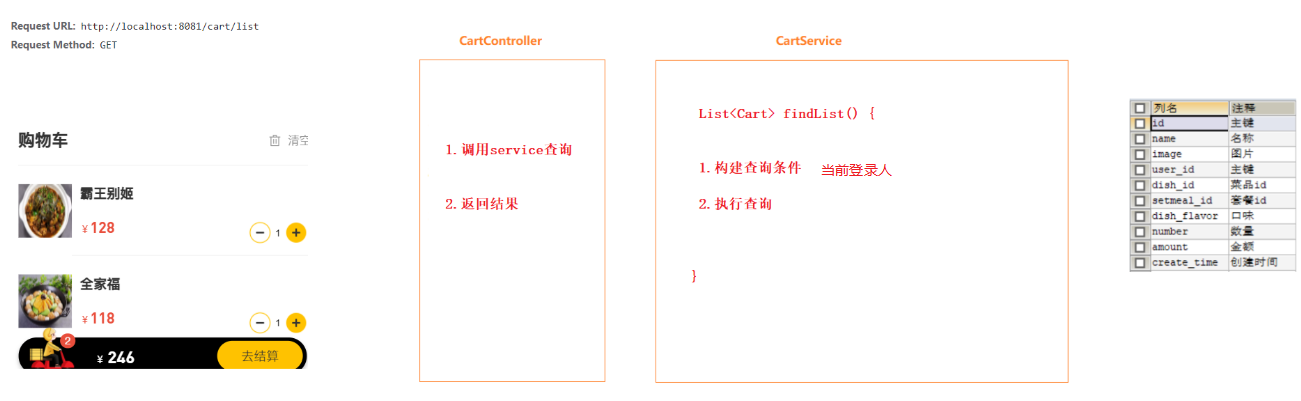 Request URL: http://localhost:8081/cart/list
Request Method: GET
购物车
清空
霸王别姬
¥128
1
全家福
¥118
1
2
¥ 246
去结算
CartController
1.调用service查询
2.返回结果
CartService
List<Cart> findList() {
1.构建查询条件 当前登录人
2.执行查询
}
列名 注释
id 主键
name 名称
image 图片
user_id 主键
dish_id 菜品id
setmeal_id 套餐id
dish_flavor 口味
number 数量
amount 金额
create_time 创建时间